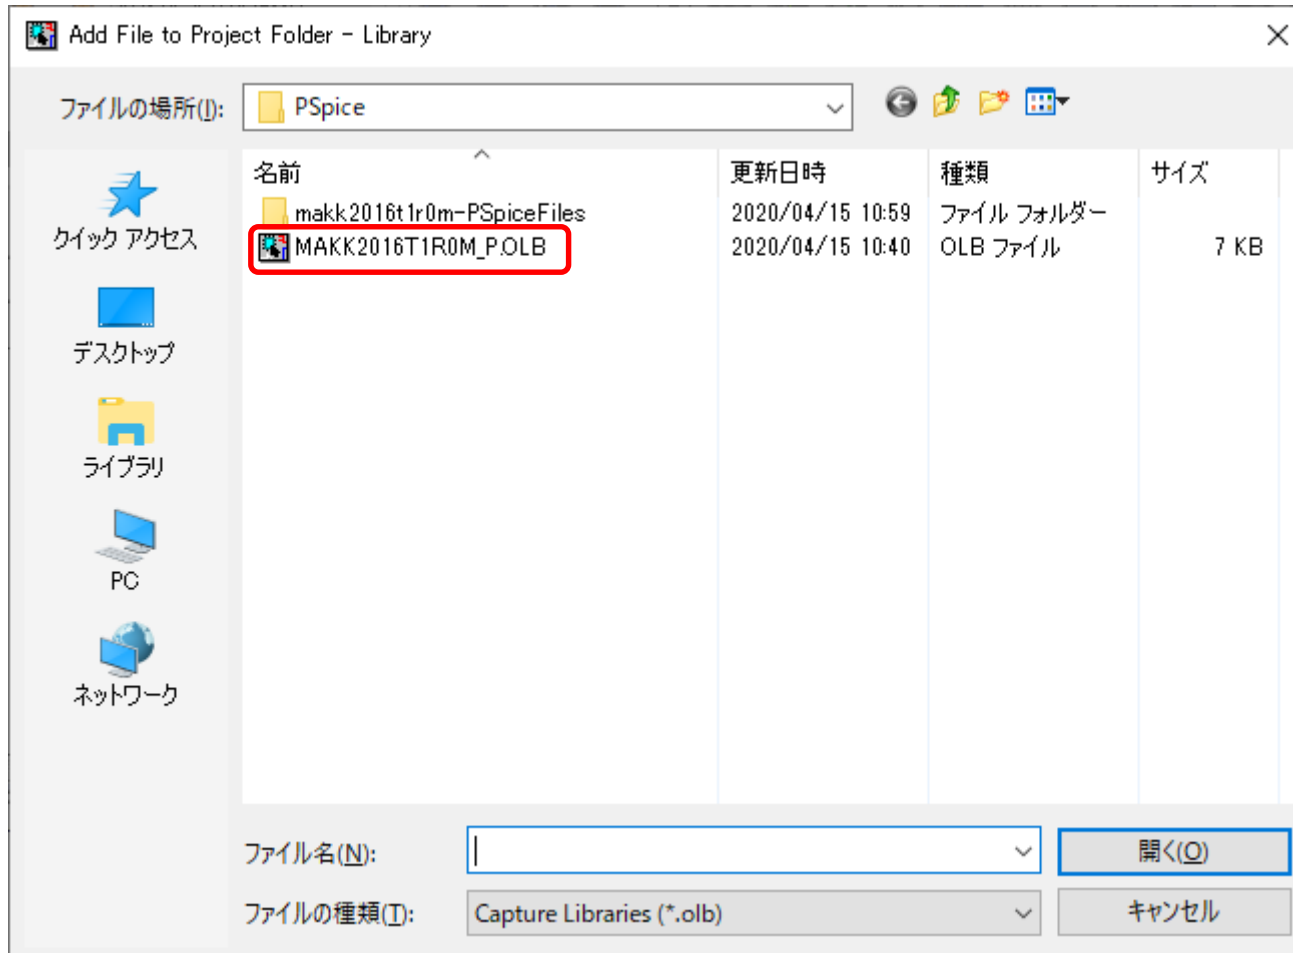 Add File to Project Folder - Library
ファイルの場所(I): PSpice
名前 更新日時 種類 サイズ
makk2016t1r0m-PSpiceFiles 2020/04/15 10:59 ファイル フォルダー
MAKK2016T1R0M_P.OLB 2020/04/15 10:40 OLB ファイル 7 KB
クイック アクセス
デスクトップ
ライブラリ
PC
ネットワーク
ファイル名(N): 開く(O)
ファイルの種類(T): Capture Libraries (*.olb) キャンセル